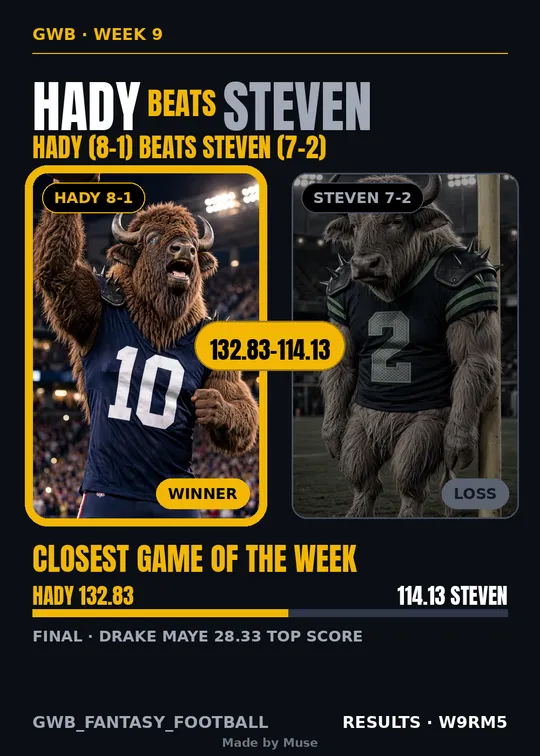 GWB · WEEK 9
HADY BEATS STEVEN
HADY (8-1) BEATS STEVEN (7-2)
HADY 8-1
STEVEN 7-2
132.83-114.13
10
2
WINNER
LOSS
CLOSEST GAME OF THE WEEK
HADY 132.83
114.13 STEVEN
FINAL · DRAKE MAYE 28.33 TOP SCORE
GWB_FANTASY_FOOTBALL
RESULTS · W9RM5
Made by Muse